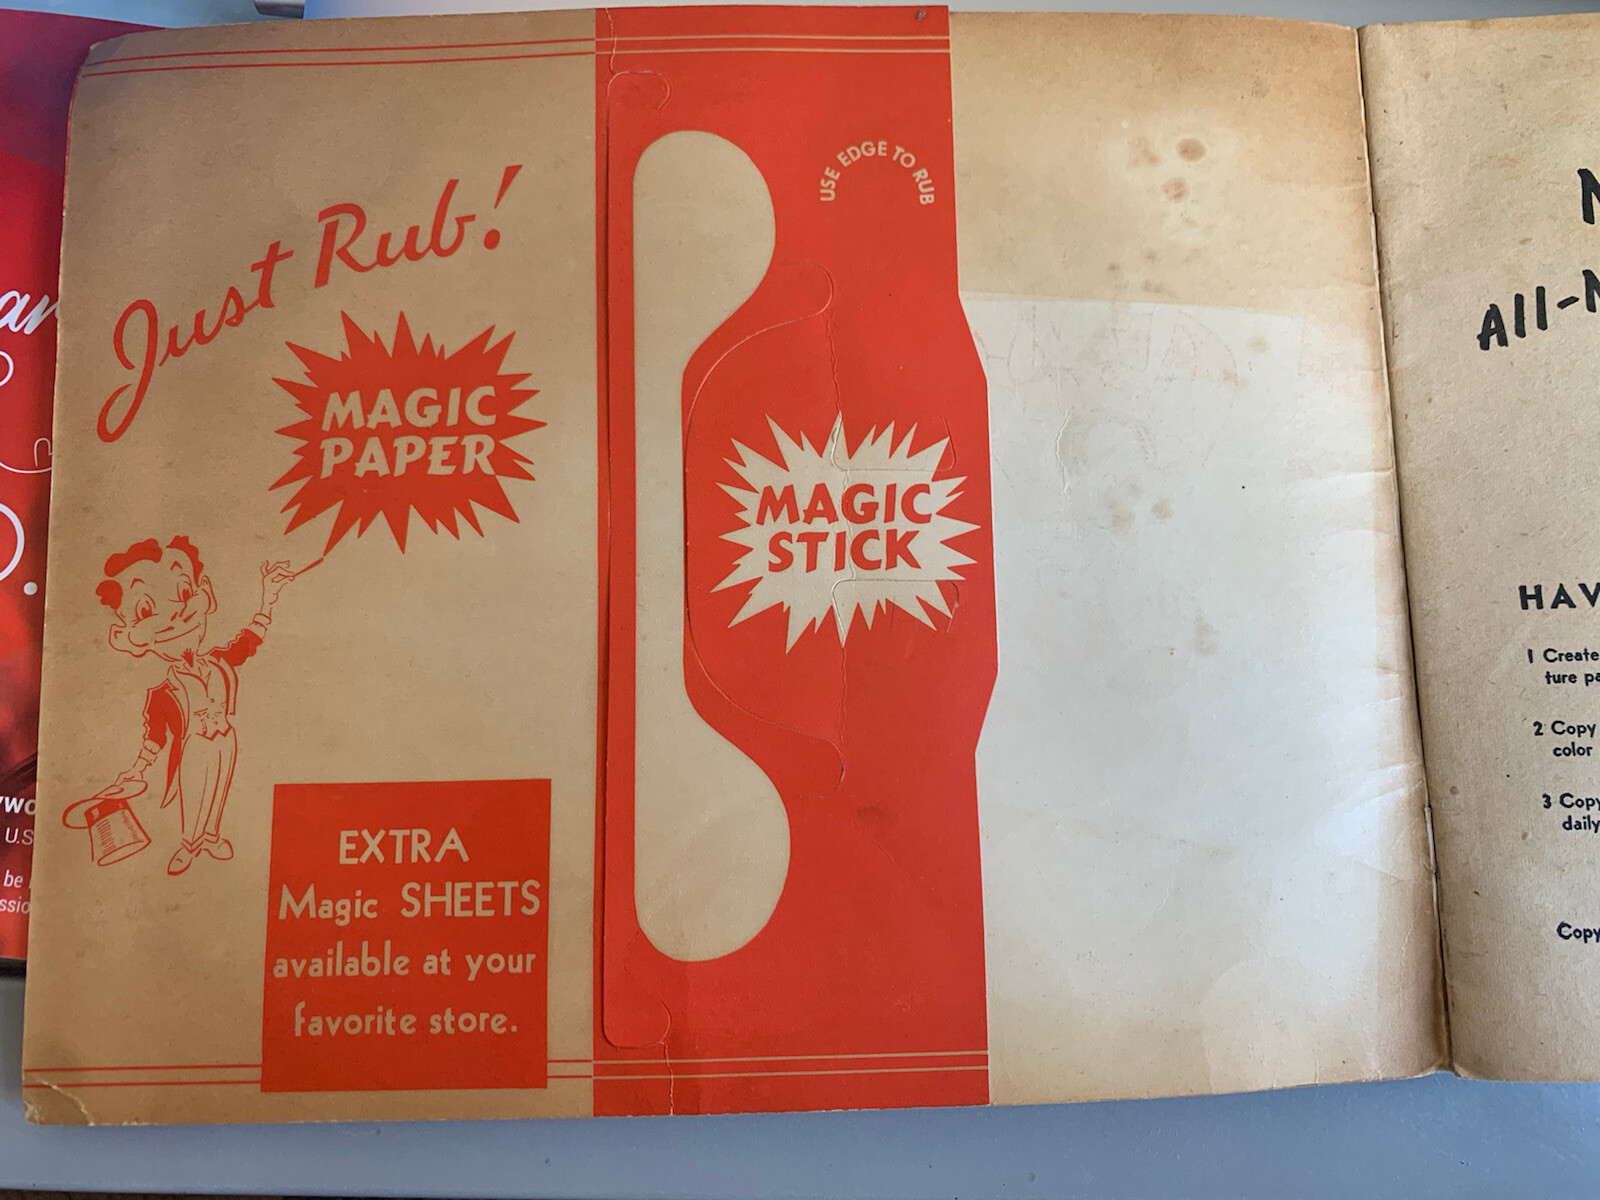 Just Rub!
MAGIC
PAPER
EXTRA
Magic SHEETS
available at your
favorite store.
USE EDGE TO RUB
MAGIC
STICK
All-
HAV
1 Create
ture pa
2 Copy
color
3 Copy
daily
Copy
U.S
be